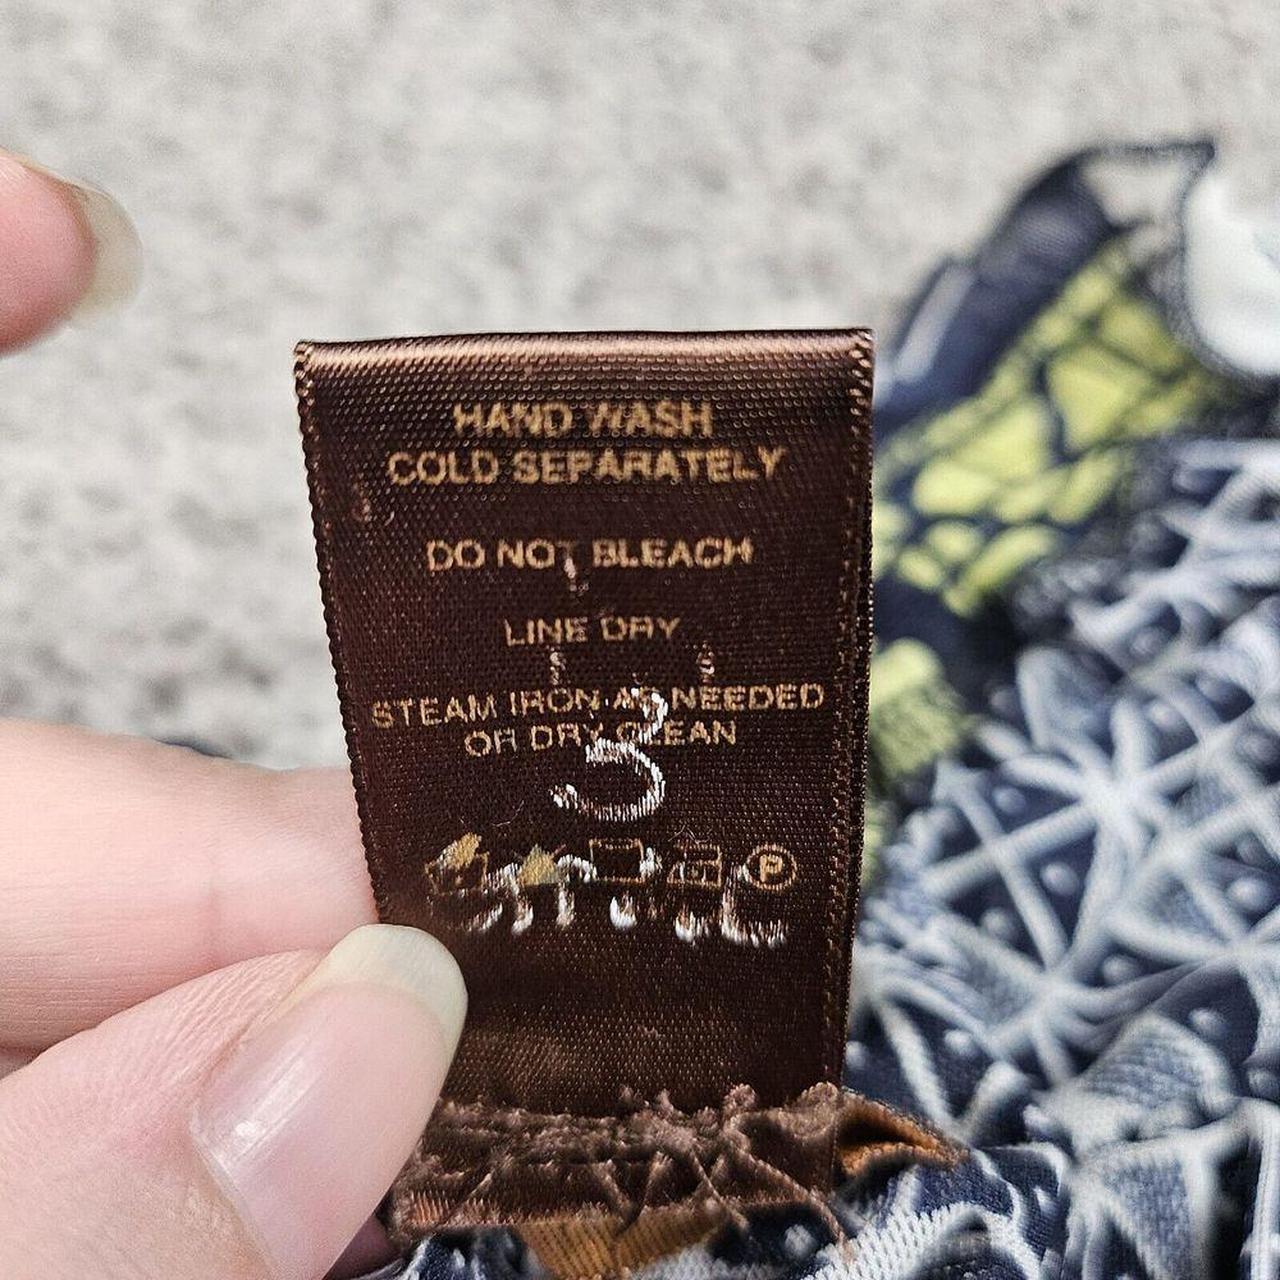 HAND WASH
COLD SEPARATELY
DO NOT BLEACH
LINE DRY
STEAM IRON AS NEEDED
OR DRY CLEAN
3
P